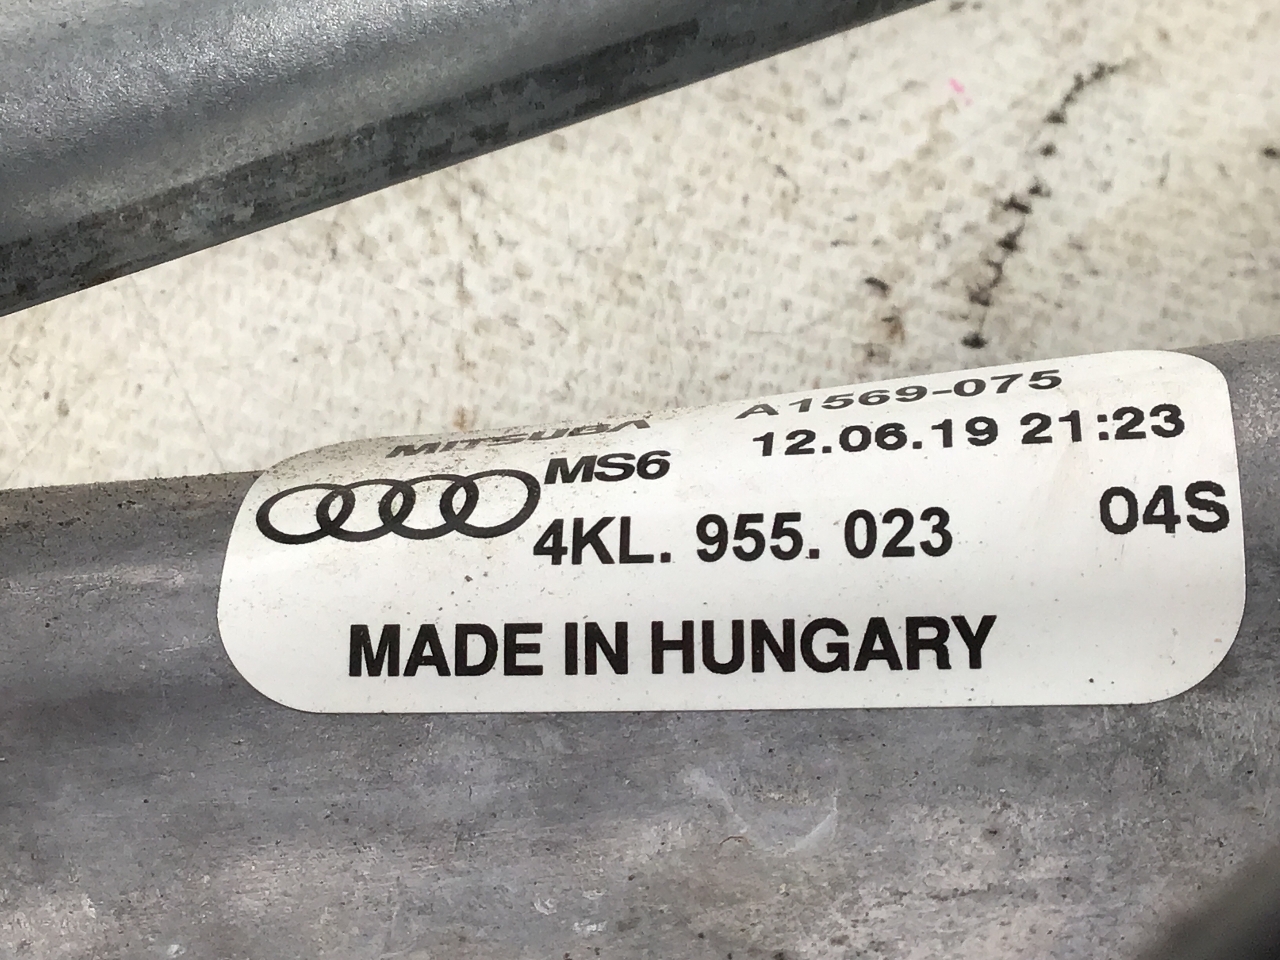 MITSUBA A1569-075
MS6 12.06.19 21:23
4KL. 955. 023 04S
MADE IN HUNGARY